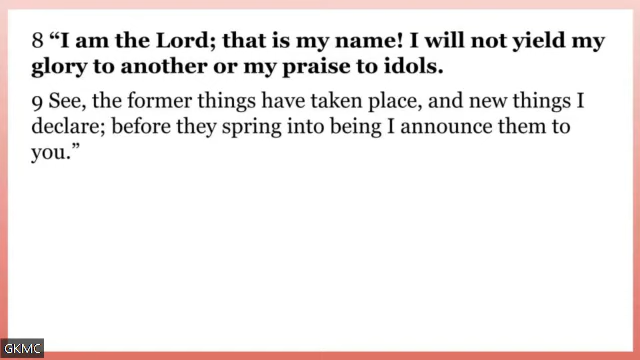 8 “I am the Lord; that is my name! I will not yield my
glory to another or my praise to idols.
9 See, the former things have taken place, and new things I
declare; before they spring into being I announce them to
you.”
GKMC